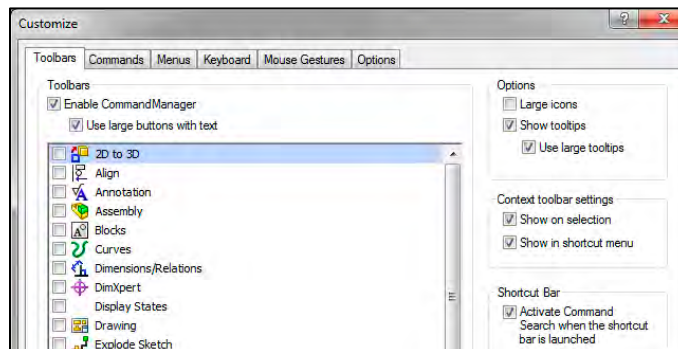 Customize
Toolbars Commands Menus Keyboard Mouse Gestures Options
Toolbars
Enable CommandManager
Use large buttons with text
2D to 3D
Align
Annotation
Assembly
Blocks
Curves
Dimensions/Relations
DimXpert
Display States
Drawing
Explode Sketch
Options
Large icons
Show tooltips
Use large tooltips
Context toolbar settings
Show on selection
Show in shortcut menu
Shortcut Bar
Activate Command
Search when the shortcut
bar is launched